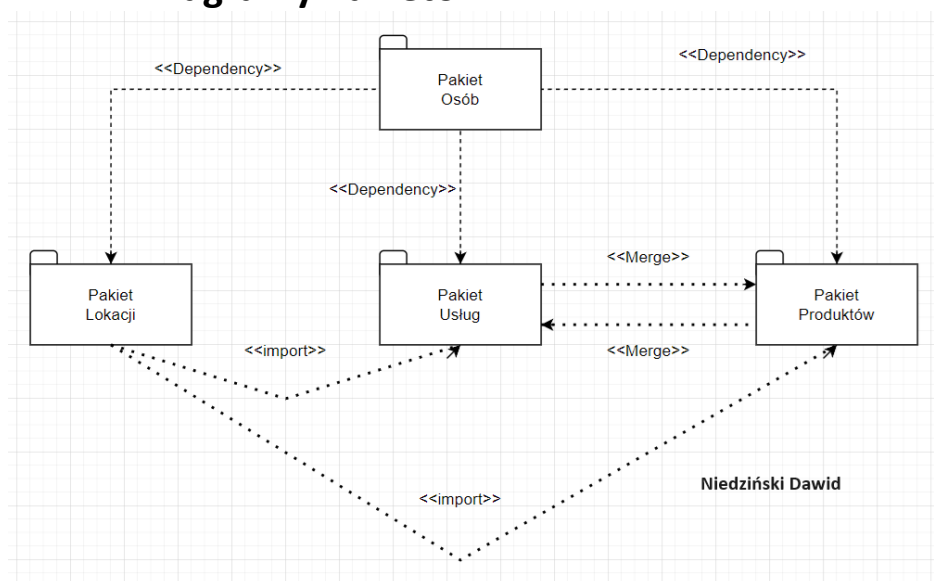 <<Dependency>>
<<Dependency>>
Pakiet
Osób
<<Dependency>>
Pakiet
Lokacji
Pakiet
Usług
<<Merge>>
<<Merge>>
Pakiet
Produktów
<<import>>
<<import>>
Niedziński Dawid